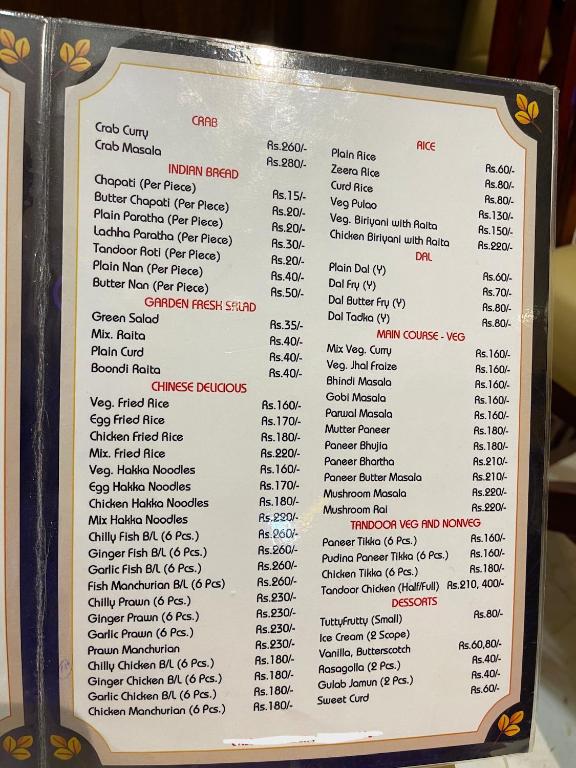 CRAB
Crab Curry Rs.260/-
Crab Masala Rs.280/-
INDIAN BREAD
Chapati (Per Piece) Rs.15/-
Butter Chapati (Per Piece) Rs.20/-
Plain Paratha (Per Piece) Rs.20/-
Lachha Paratha (Per Piece) Rs.30/-
Tandoor Roti (Per Piece) Rs.20/-
Plain Nan (Per Piece) Rs.40/-
Butter Nan (Per Piece) Rs.50/-
GARDEN FRESH SALAD
Green Salad Rs.35/-
Mix. Raita Rs.40/-
Plain Curd Rs.40/-
Boondi Raita Rs.40/-
CHINESE DELICIOUS
Veg. Fried Rice Rs.160/-
Egg Fried Rice Rs.170/-
Chicken Fried Rice Rs.180/-
Mix. Fried Rice Rs.220/-
Veg. Hakka Noodles Rs.160/-
Egg Hakka Noodles Rs.170/-
Chicken Hakka Noodles Rs.180/-
Mix Hakka Noodles Rs.220/-
Chilly Fish B/L (6 Pcs.) Rs.260/-
Ginger Fish B/L (6 Pcs.) Rs.260/-
Garlic Fish B/L (6 Pcs.) Rs.260/-
Fish Manchurian B/L (6 Pcs) Rs.260/-
Chilly Prawn (6 Pcs.) Rs.230/-
Ginger Prawn (6 Pcs.) Rs.230/-
Garlic Prawn (6 Pcs.) Rs.230/-
Prawn Manchurian Rs.230/-
Chilly Chicken B/L (6 Pcs.) Rs.180/-
Ginger Chicken B/L (6 Pcs.) Rs.180/-
Garlic Chicken B/L (6 Pcs.) Rs.180/-
Chicken Manchurian (6 Pcs.) Rs.180/-
RICE
Plain Rice Rs.60/-
Zeera Rice Rs.80/-
Curd Rice Rs.80/-
Veg Pulao Rs.130/-
Veg. Biriyani with Raita Rs.150/-
Chicken Biriyani with Raita Rs.220/-
DAL
Plain Dal (Y) Rs.60/-
Dal Fry (Y) Rs.70/-
Dal Butter Fry (Y) Rs.80/-
Dal Tadka (Y) Rs.80/-
MAIN COURSE - VEG
Mix Veg. Curry Rs.160/-
Veg. Jhal Fraize Rs.160/-
Bhindi Masala Rs.160/-
Gobi Masala Rs.160/-
Parwal Masala Rs.160/-
Mutter Paneer Rs.180/-
Paneer Bhujia Rs.180/-
Paneer Bhartha Rs.210/-
Paneer Butter Masala Rs.210/-
Mushroom Masala Rs.220/-
Mushroom Rai Rs.220/-
TANDOOR VEG AND NONVEG
Paneer Tikka (6 Pcs.) Rs.160/-
Pudina Paneer Tikka (6 Pcs.) Rs.160/-
Chicken Tikka (6 Pcs.) Rs.180/-
Tandoor Chicken (Half/Full) Rs.210, 400/-
DESSORTS
Tuttyfrutty (Small) Rs.80/-
Ice Cream (2 Scope)
Vanilla, Butterscotch Rs.60,80/-
Rasagolla (2 Pcs.) Rs.40/-
Gulab Jamun (2 Pcs.) Rs.40/-
Sweet Curd Rs.60/-